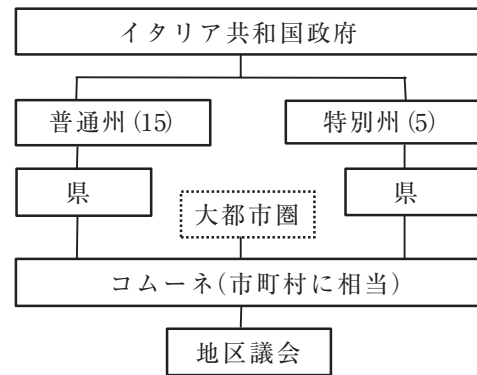 イタリア共和国政府
普通州(15)
特別州(5)
県
県
大都市圏
コムーネ(市町村に相当)
地区議会